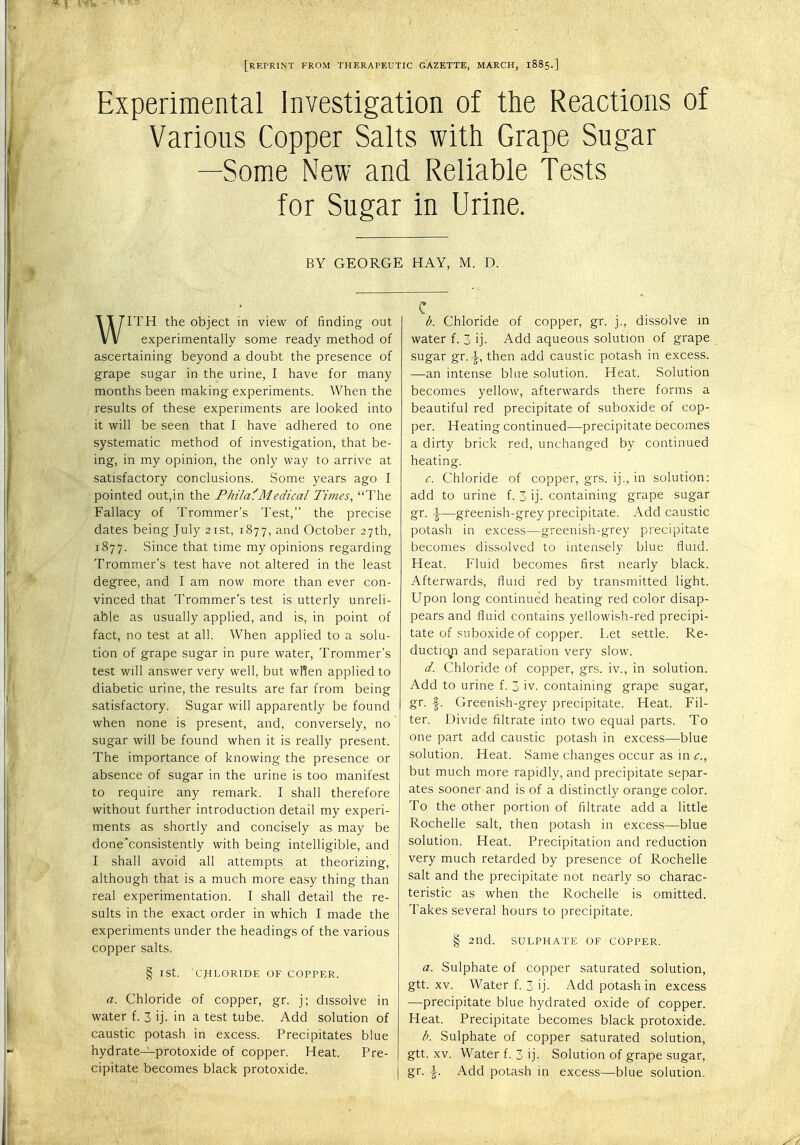 [REPRINT FROM THERAPEUTIC GAZETTE, MARCH, 1885.]
Experimental Investigation of the Reactions of
Various Copper Salts with Grape Sugar
—Some New and Reliable Tests
for Sugar in Urine.
BY GEORGE HAY, M. D.
WITH the object in view of finding out
experimentally some ready method of
ascertaining beyond a doubt the presence of
grape sugar in the urine, I have for many
months been making experiments. When the
results of these experiments are looked into
it will be seen that I have adhered to one
systematic method of investigation, that be-
ing, in my opinion, the only way to arrive at
satisfactory conclusions. Some years ago I
pointed out,in the Phila. Medical Times, “The
Fallacy of Trommer's Test,” the precise
dates being July 21st, 1877, and October 27th,
1877. Since that time my opinions regarding
Trommer's test have not altered in the least
degree, and I am now more than ever con-
vinced that Trommer's test is utterly unreli-
able as usually applied, and is, in point of
fact, no test at all. When applied to a solu-
tion of grape sugar in pure water, Trommer's
test will answer very well, but when applied to
diabetic urine, the results are far from being
satisfactory. Sugar will apparently be found
when none is present, and, conversely, no
sugar will be found when it is really present.
The importance of knowing the presence or
absence of sugar in the urine is too manifest
to require any remark. I shall therefore
without further introduction detail my experi-
ments as shortly and concisely as may be
done consistently with being intelligible, and
I shall avoid all attempts at theorizing,
although that is a much more easy thing than
real experimentation. I shall detail the re-
sults in the exact order in which I made the
experiments under the headings of the various
copper salts.
§ 1st. CHLORIDE OF COPPER.
a. Chloride of copper, gr. j; dissolve in
water f. ʒ ij. in a test tube. Add solution of
caustic potash in excess. Precipitates blue
hydrate—protoxide of copper. Heat. Pre-
cipitate becomes black protoxide.
b. Chloride of copper, gr. j., dissolve in
water f. ʒ ij. Add aqueous solution of grape
sugar gr. ½, then add caustic potash in excess.
—an intense blue solution. Heat. Solution
becomes yellow, afterwards there forms a
beautiful red precipitate of suboxide of cop-
per. Heating continued—precipitate becomes
a dirty brick red, unchanged by continued
heating.
c. Chloride of copper, grs. ij., in solution:
add to urine f. ʒ ij. containing grape sugar
gr. —greenish-grey precipitate. Add caustic
potash in excess—greenish-grey precipitate
becomes dissolved to intensely blue fluid.
Heat. Fluid becomes first nearly black.
Afterwards, fluid red by transmitted light.
Upon long continued heating red color disap-
pears and fluid contains yellowish-red precipi-
tate of suboxide of copper. Let settle. Re-
duction and separation very slow.
d. Chloride of copper, grs. iv., in solution.
Add to urine f. ʒ iv. containing grape sugar,
gr. Greenish-grey precipitate. Heat. Fil-
ter. Divide filtrate into two equal parts. To
one part add caustic potash in excess—blue
solution. Heat. Same changes occur as in c.,
but much more rapidly, and precipitate separ-
ates sooner and is of a distinctly orange color.
To the other portion of filtrate add a little
Rochelle salt, then potash in excess—blue
solution. Heat. Precipitation and reduction
very much retarded by presence of Rochelle
salt and the precipitate not nearly so charac-
teristic as when the Rochelle is omitted.
Takes several hours to precipitate.
§ 2nd. SULPHATE OF COPPER.
a. Sulphate of copper saturated solution,
gtt. xv. Water f. ʒ ij. Add potash in excess
—precipitate blue hydrated oxide of copper.
Heat. Precipitate becomes black protoxide.
b. Sulphate of copper saturated solution,
gtt. xv. Water f. ʒ ij. Solution of grape sugar,
gr. Add potash in excess—blue solution.